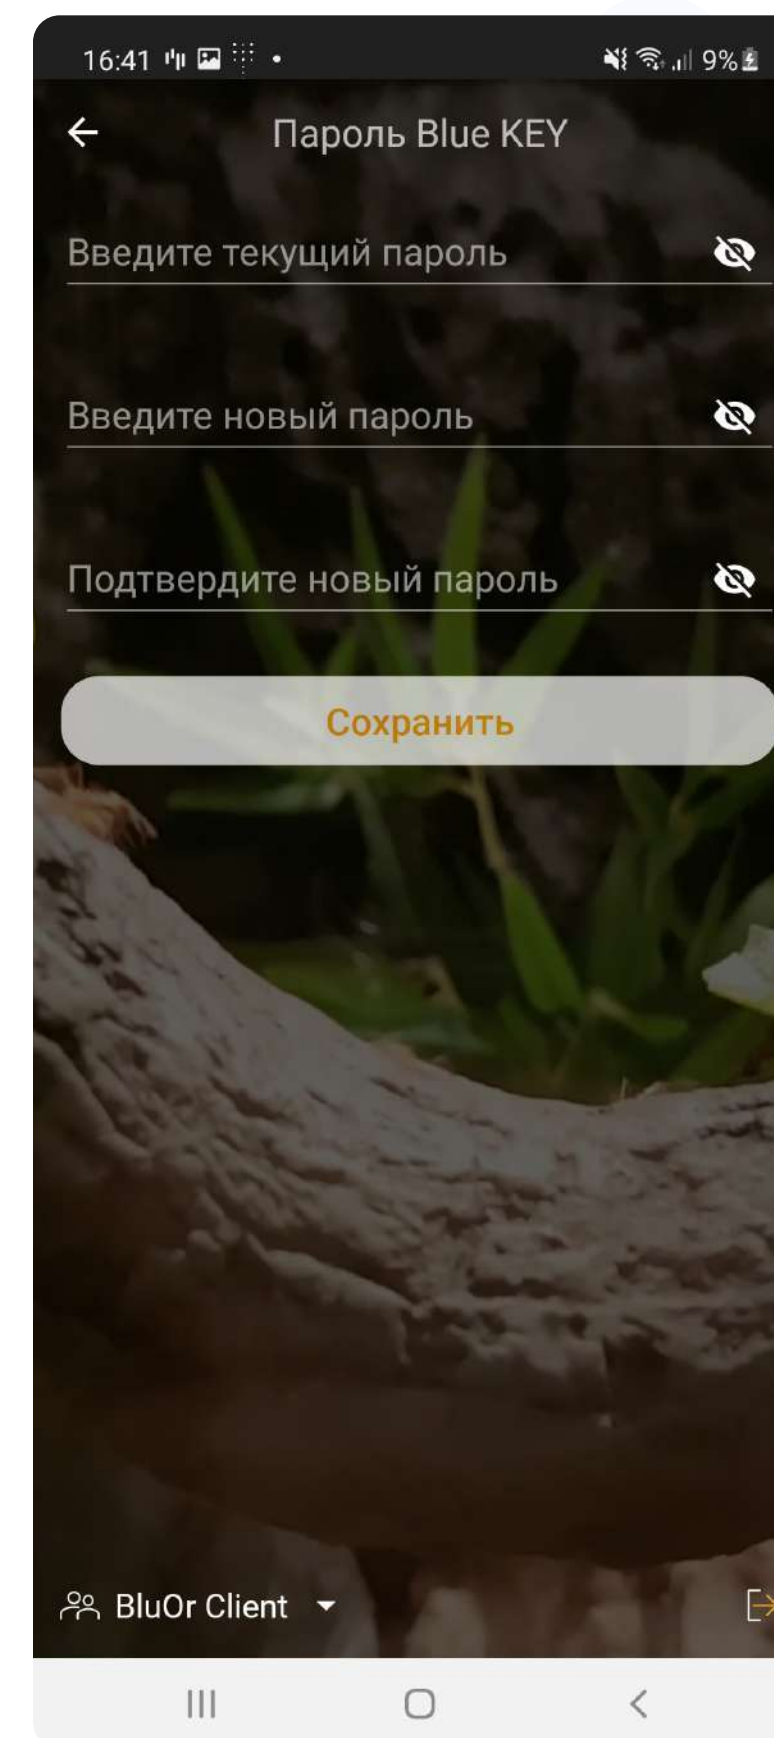 16:41
9%
Пароль Blue KEY
Введите текущий пароль
Введите новый пароль
Подтвердите новый пароль
Сохранить
BluOr Client